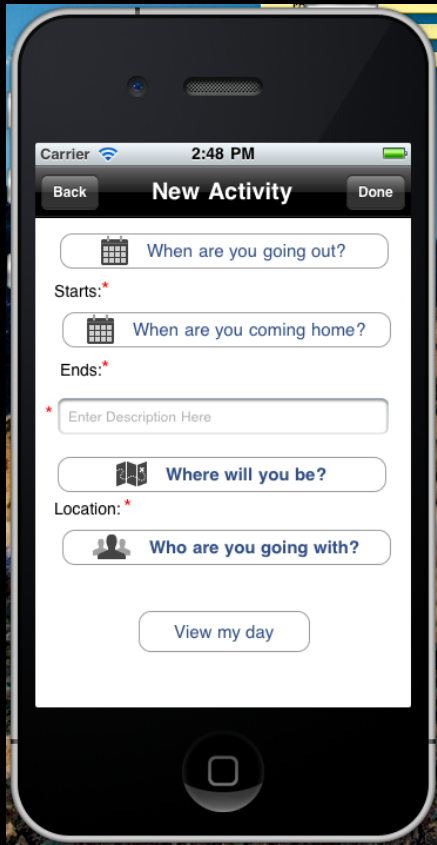 Carrier 2:48 PM
Back New Activity Done
When are you going out?
Starts:*
When are you coming home?
Ends:*
* Enter Description Here
Where will you be?
Location: *
Who are you going with?
View my day